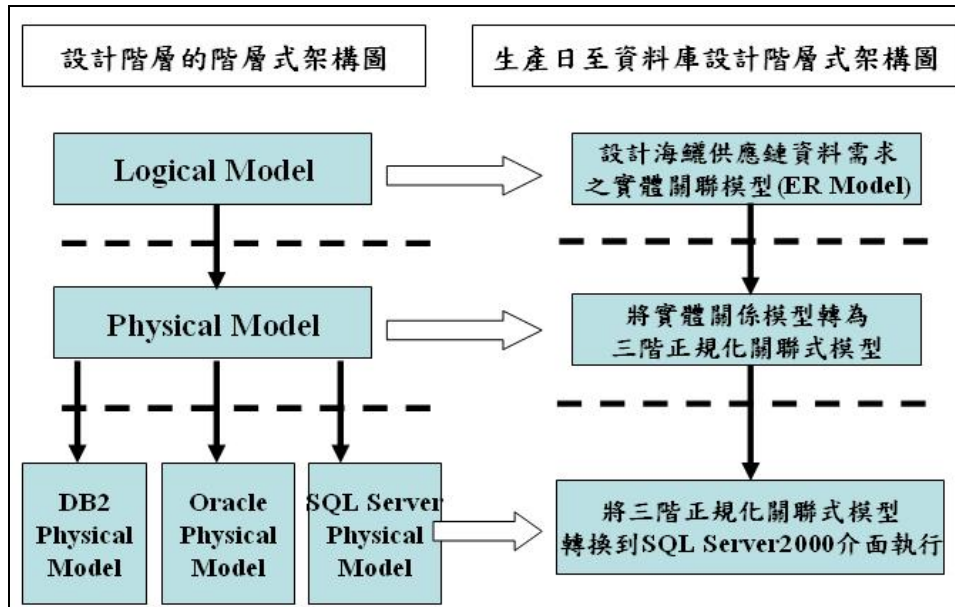 設計階層的階層式架構圖
生產日至資料庫設計階層式架構圖
Logical Model
設計海鱺供應鏈資料需求
之實體關聯模型(ER Model)
Physical Model
將實體關係模型轉為
三階正規化關聯式模型
DB2
Physical
Model
Oracle
Physical
Model
SQL Server
Physical
Model
將三階正規化關聯式模型
轉換到SQL Server2000介面執行